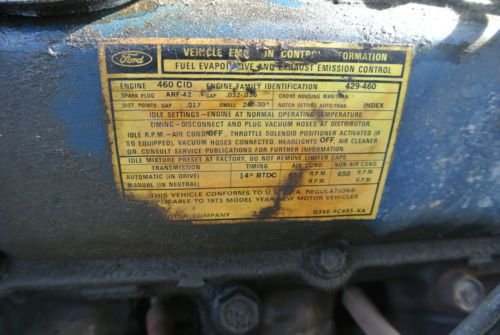 Ford
VEHICLE EMISSION CONTROL INFORMATION
FUEL EVAPORATIVE AND EXHAUST EMISSION CONTROL
ENGINE 460 CID ENGINE FAMILY IDENTIFICATION 429-460
SPARK PLUG ARF-42 GAP .032-.036 CHOKE HOUSING MAN./TRAN.
DIST. POINTS GAP .017 DWELL 24°-30° NOTCH SETTING AUTO/TRAN. INDEX
IDLE SETTINGS-ENGINE AT NORMAL OPERATING TEMPERATURE
TIMING-DISCONNECT AND PLUG VACUUM HOSES AT DISTRIBUTOR
IDLE R.P.M-AIR COND OFF, THROTTLE SOLENOID POSITIONER ACTIVATED (IF
SO EQUIPPED), VACUUM HOSES CONNECTED, HEADLIGHTS OFF AIR CLEANER
ON. CONSULT SERVICE PUBLICATIONS FOR FURTHER INFORMATION
IDLE MIXTURE PRESET AT FACTORY, DO NOT REMOVE LIMITER CAPS.
TRANSMISSION TIMING AIR COND. NON AIR COND.
AUTOMATIC (IN DRIVE) 14° BTDC R.P.M. 650 R.P.M.
MANUAL (IN NEUTRAL) R.P.M. R.P.M.
THIS VEHICLE CONFORMS TO U.S. E.P.A. REGULATIONS
APPLICABLE TO 1973 MODEL YEAR NEW MOTOR VEHICLES
MOTOR COMPANY